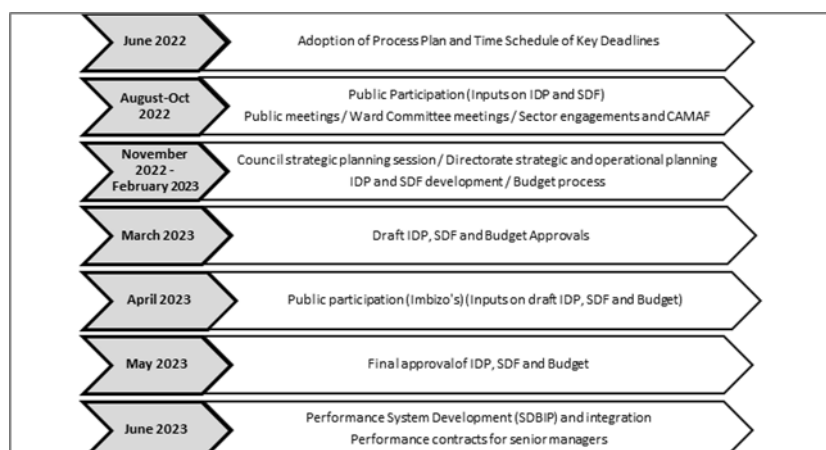 June 2022
Adoption of Process Plan and Time Schedule of Key Deadlines
August-Oct
2022
Public Participation (Inputs on IDP and SDF)
Public meetings / Ward Committee meetings / Sector engagements and CAMAF
November
2022 -
February 2023
Council strategic planning session / Directorate strategic and operational planning
IDP and SDF development / Budget process
March 2023
Draft IDP, SDF and Budget Approvals
April 2023
Public participation (Imbizo's) (Inputs on draft IDP, SDF and Budget)
May 2023
Final approval of IDP, SDF and Budget
June 2023
Performance System Development (SDBIP) and integration
Performance contracts for senior managers